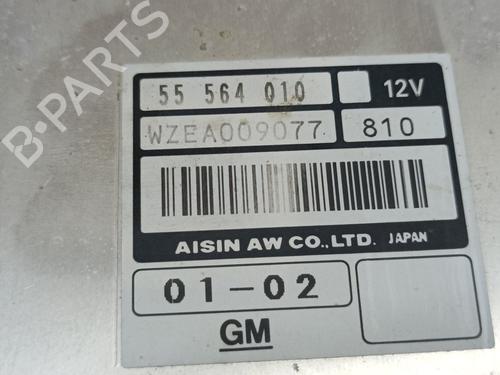 B-PARTS
55 564 010 12V
WZEA009077 810
AISIN AW CO.,LTD. JAPAN
01-02
GM